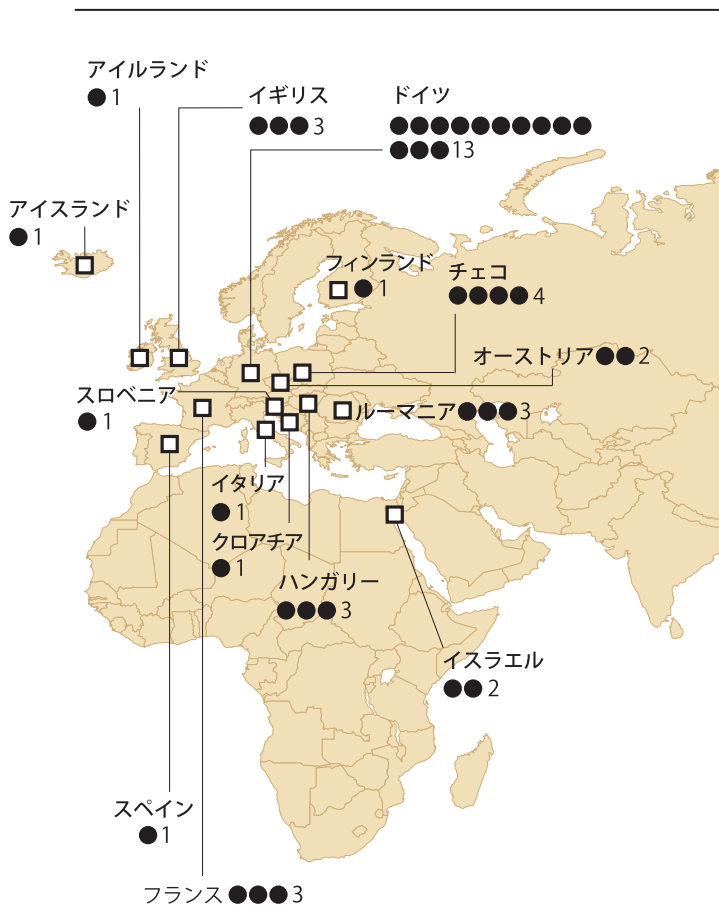 アイルランド
●1
イギリス
●●●3
ドイツ
●●●●●●●●●●
●●●13
アイスランド
●1
フィンランド
●1
チェコ
●●●●4
オーストリア●●2
スロベニア
●1
ルーマニア●●●3
イタリア
●1
クロアチア
●1
ハンガリー
●●●3
イスラエル
●●2
スペイン
●1
フランス●●●3